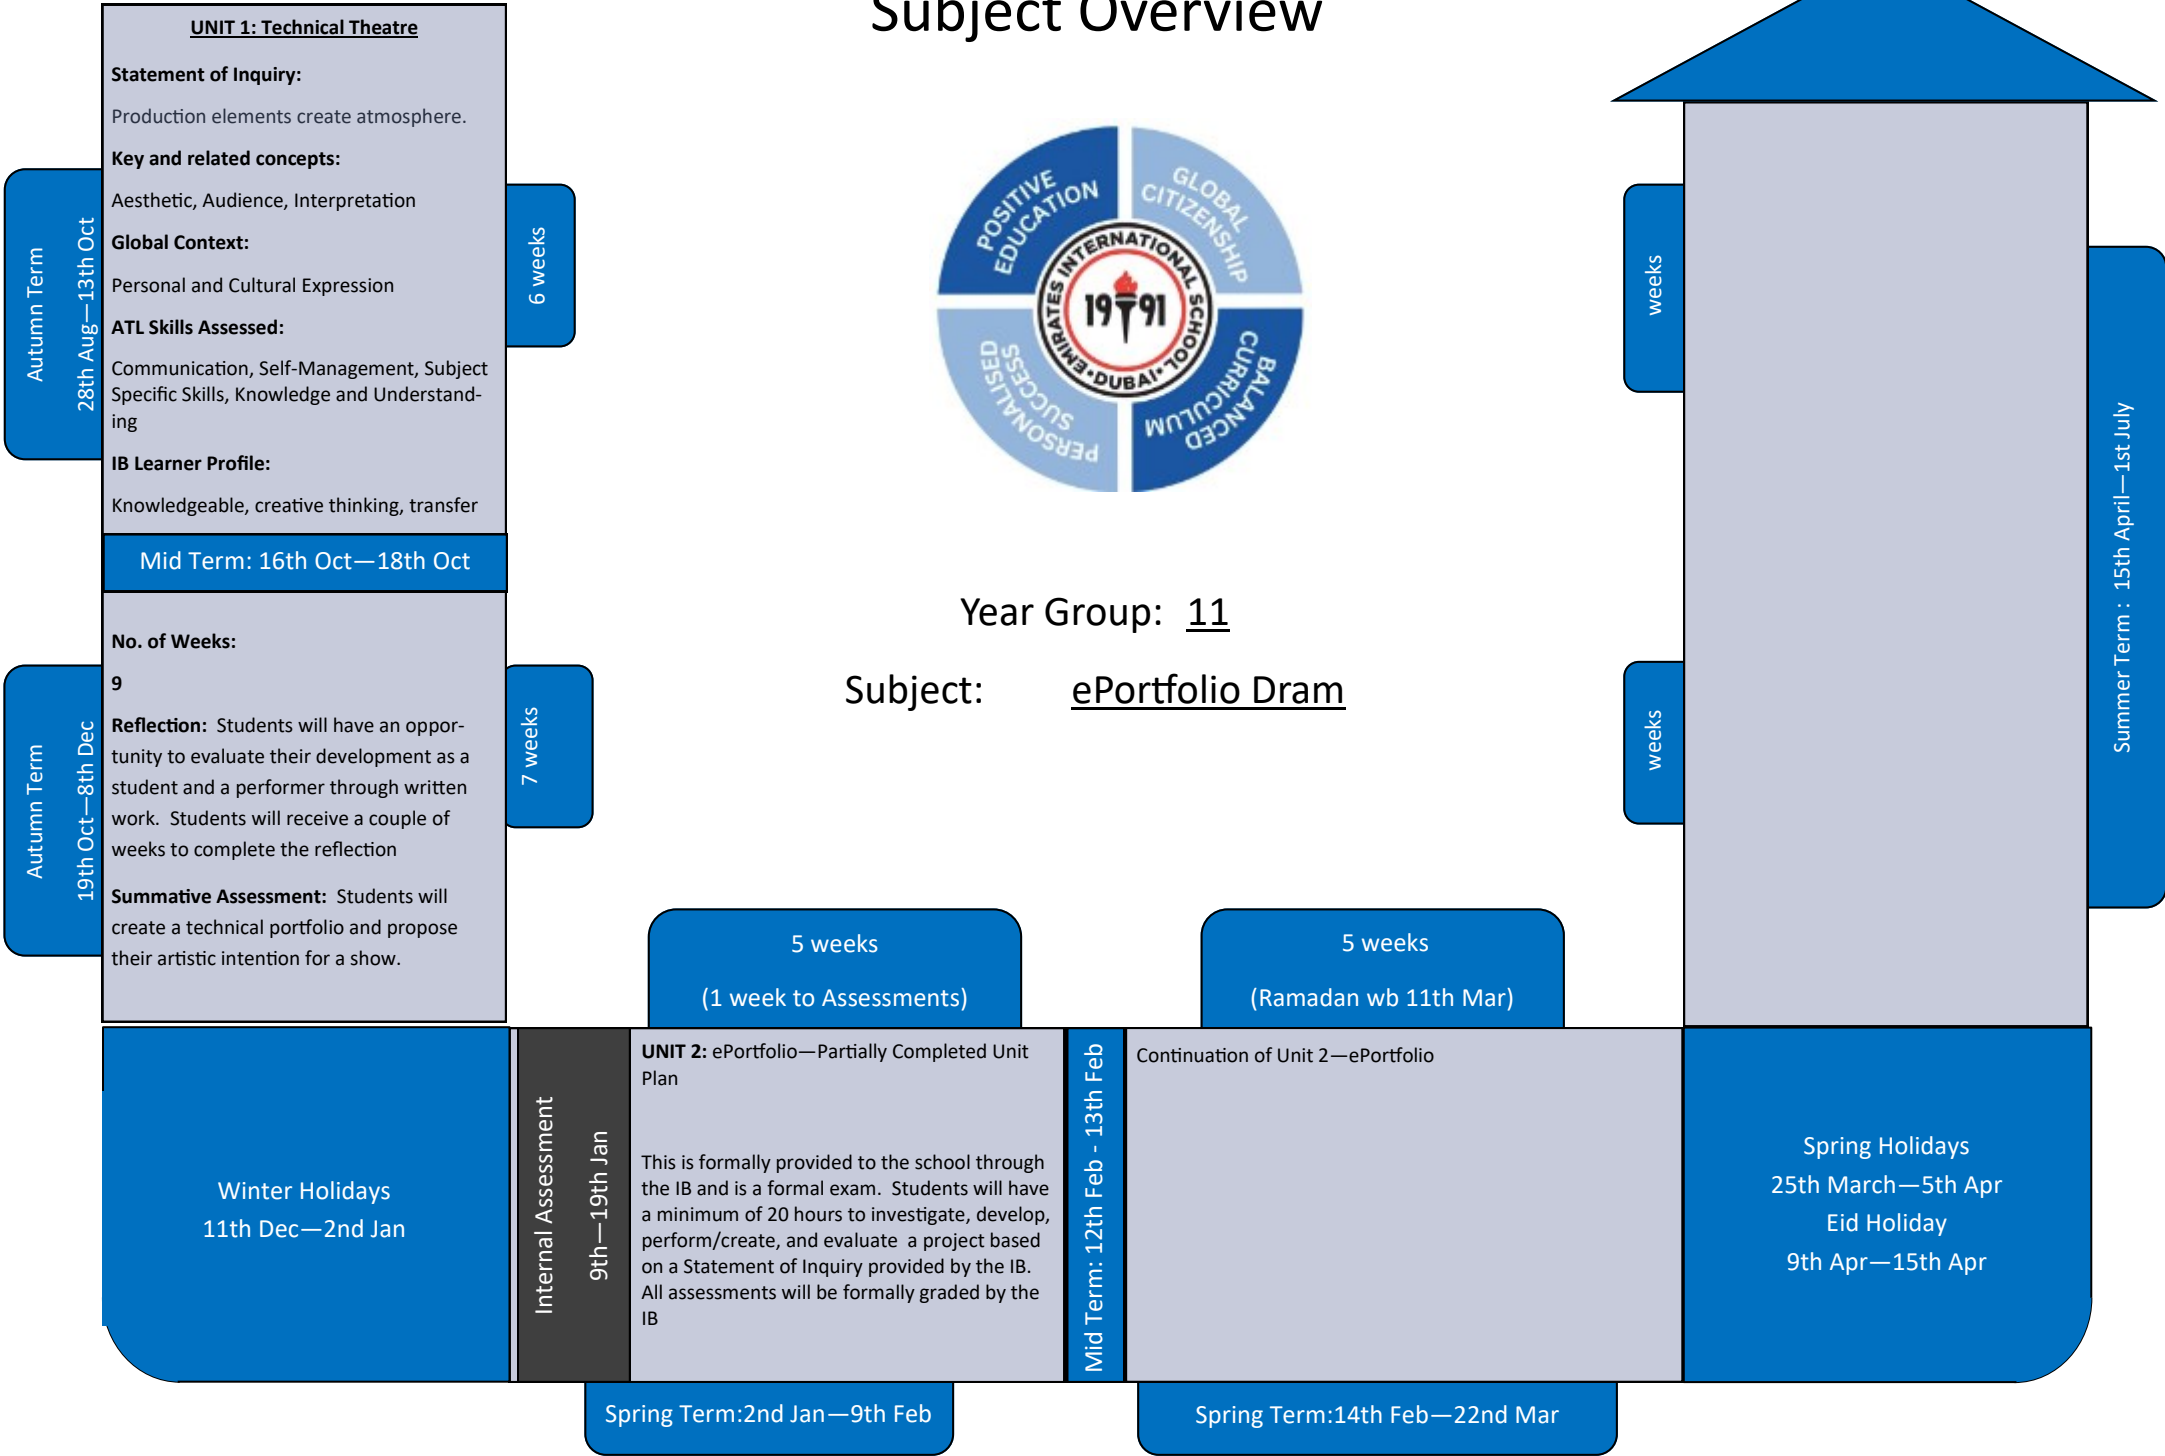 Subject Overview
UNIT 1: Technical Theatre
Statement of Inquiry:
Production elements create atmosphere.
Key and related concepts:
Aesthetic, Audience, Interpretation
Global Context:
Personal and Cultural Expression
ATL Skills Assessed:
Communication, Self-Management, Subject
Specific Skills, Knowledge and Understand-
ing
IB Learner Profile:
Knowledgeable, creative thinking, transfer
Autumn Term
28th Aug—13th Oct
6 weeks
Mid Term: 16th Oct—18th Oct
No. of Weeks:
9
Reflection: Students will have an oppor-
tunity to evaluate their development as a
student and a performer through written
work. Students will receive a couple of
weeks to complete the reflection
Summative Assessment: Students will
create a technical portfolio and propose
their artistic intention for a show.
Autumn Term
19th Oct—8th Dec
7 weeks
POSITIVE
EDUCATION
GLOBAL
CITIZENSHIP
PERSONALISED
SUCCESS
BALANCED
CURRICULUM
EMIRATES INTERNATIONAL SCHOOL
•DUBAI•
1991
Year Group: 11
Subject: ePortfolio Dram
Winter Holidays
11th Dec—2nd Jan
Internal Assessment
9th—19th Jan
5 weeks
(1 week to Assessments)
UNIT 2: ePortfolio—Partially Completed Unit
Plan
This is formally provided to the school through
the IB and is a formal exam. Students will have
a minimum of 20 hours to investigate, develop,
perform/create, and evaluate a project based
on a Statement of Inquiry provided by the IB.
All assessments will be formally graded by the
IB
Spring Term:2nd Jan—9th Feb
Mid Term: 12th Feb - 13th Feb
5 weeks
(Ramadan wb 11th Mar)
Continuation of Unit 2—ePortfolio
Spring Term:14th Feb—22nd Mar
Spring Holidays
25th March—5th Apr
Eid Holiday
9th Apr—15th Apr
weeks
weeks
Summer Term : 15th April—1st July